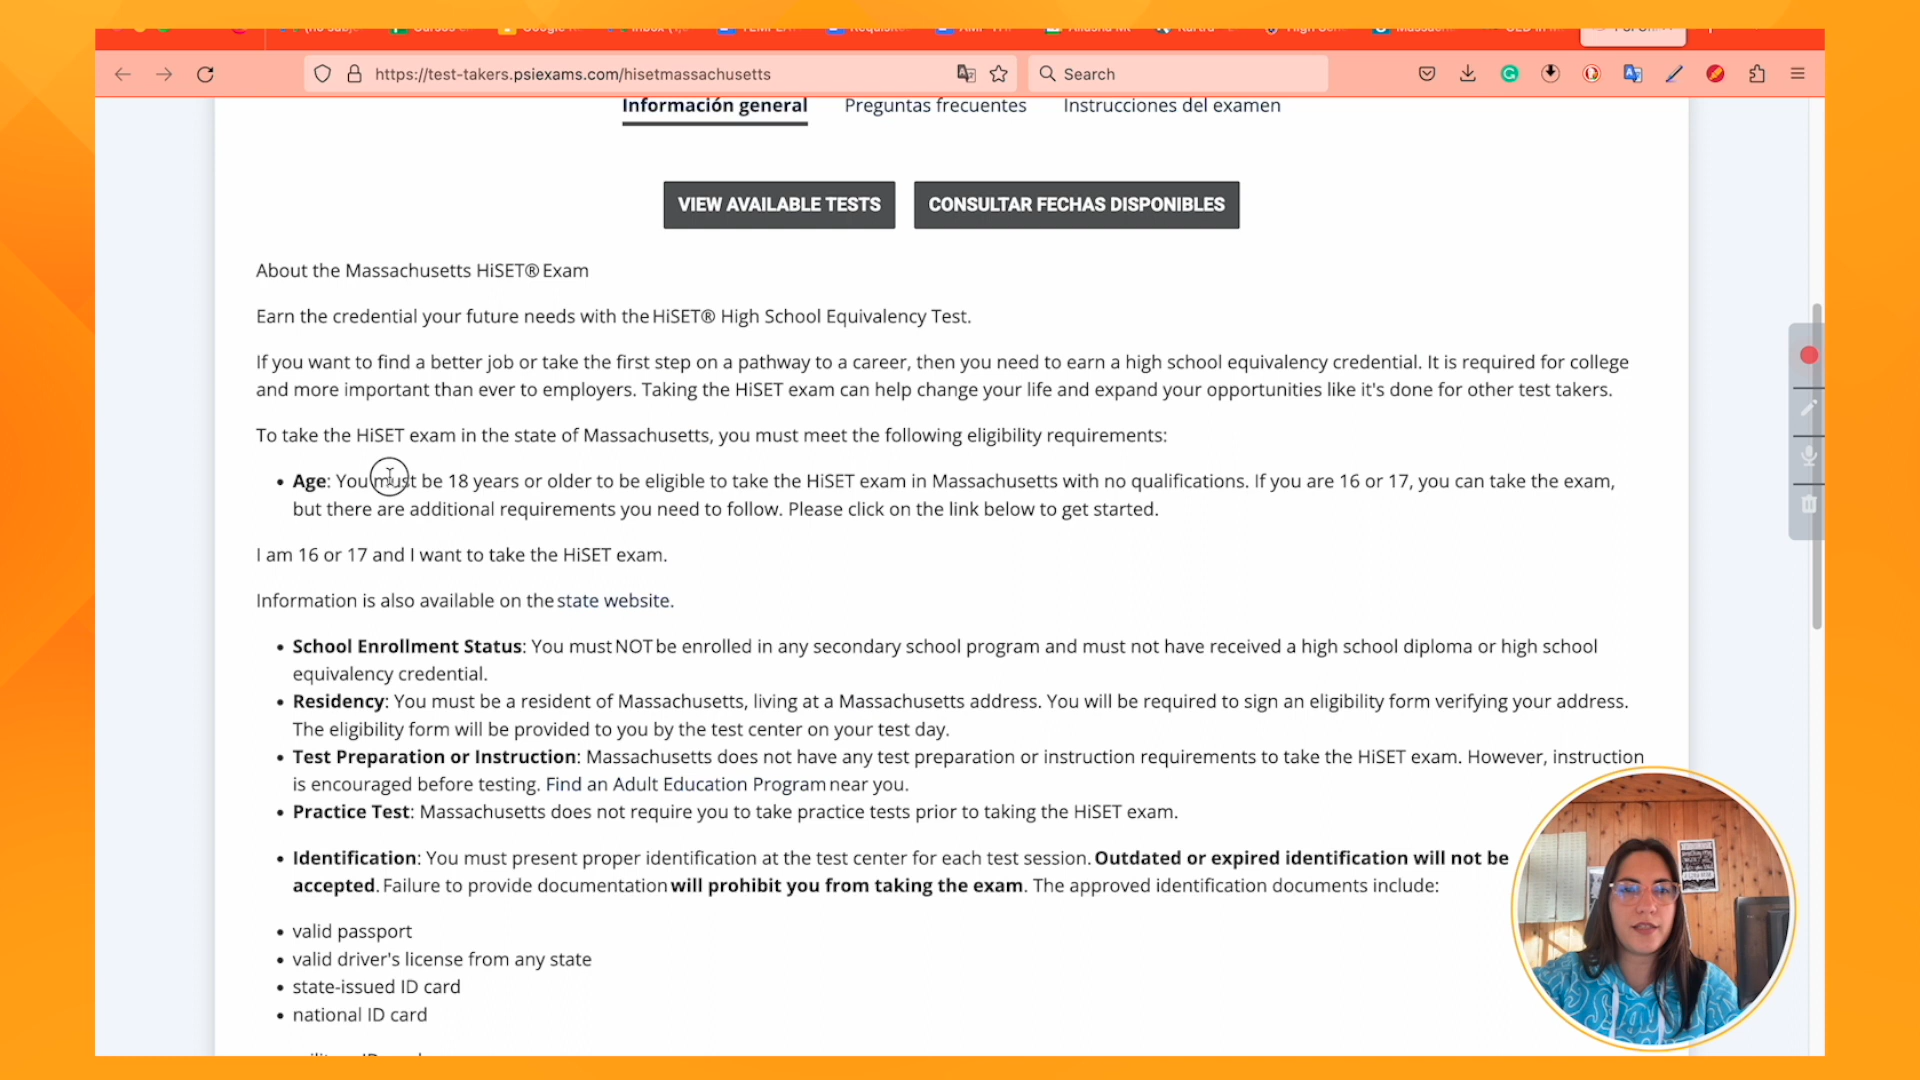 https://test-takers.psiexams.com/hisetmassachusetts
Search
Información general
Preguntas frecuentes
Instrucciones del examen
VIEW AVAILABLE TESTS
CONSULTAR FECHAS DISPONIBLES
About the Massachusetts HiSET® Exam
Earn the credential your future needs with the HiSET® High School Equivalency Test.
If you want to find a better job or take the first step on a pathway to a career, then you need to earn a high school equivalency credential. It is required for college
and more important than ever to employers. Taking the HiSET exam can help change your life and expand your opportunities like it's done for other test takers.
To take the HiSET exam in the state of Massachusetts, you must meet the following eligibility requirements:
• Age: You must be 18 years or older to be eligible to take the HiSET exam in Massachusetts with no qualifications. If you are 16 or 17, you can take the exam,
but there are additional requirements you need to follow. Please click on the link below to get started.
I am 16 or 17 and I want to take the HiSET exam.
Information is also available on the state website.
• School Enrollment Status: You must NOT be enrolled in any secondary school program and must not have received a high school diploma or high school
equivalency credential.
• Residency: You must be a resident of Massachusetts, living at a Massachusetts address. You will be required to sign an eligibility form verifying your address.
The eligibility form will be provided to you by the test center on your test day.
• Test Preparation or Instruction: Massachusetts does not have any test preparation or instruction requirements to take the HiSET exam. However, instruction
is encouraged before testing. Find an Adult Education Program near you.
• Practice Test: Massachusetts does not require you to take practice tests prior to taking the HiSET exam.
• Identification: You must present proper identification at the test center for each test session. Outdated or expired identification will not be
accepted. Failure to provide documentation will prohibit you from taking the exam. The approved identification documents include:
• valid passport
• valid driver's license from any state
• state-issued ID card
• national ID card